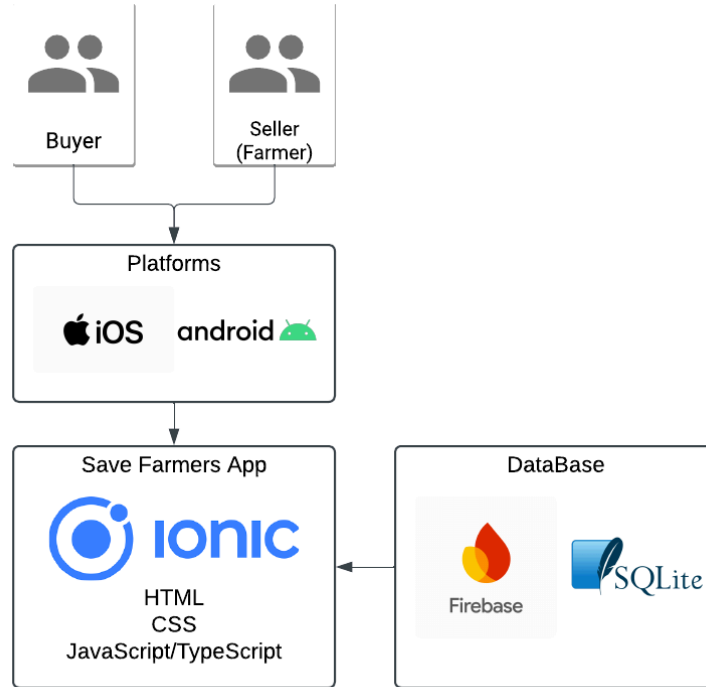 Buyer
Seller
(Farmer)
Platforms
iOS
android
Save Farmers App
IONIC
HTML
CSS
JavaScript/TypeScript
DataBase
Firebase
SQLite